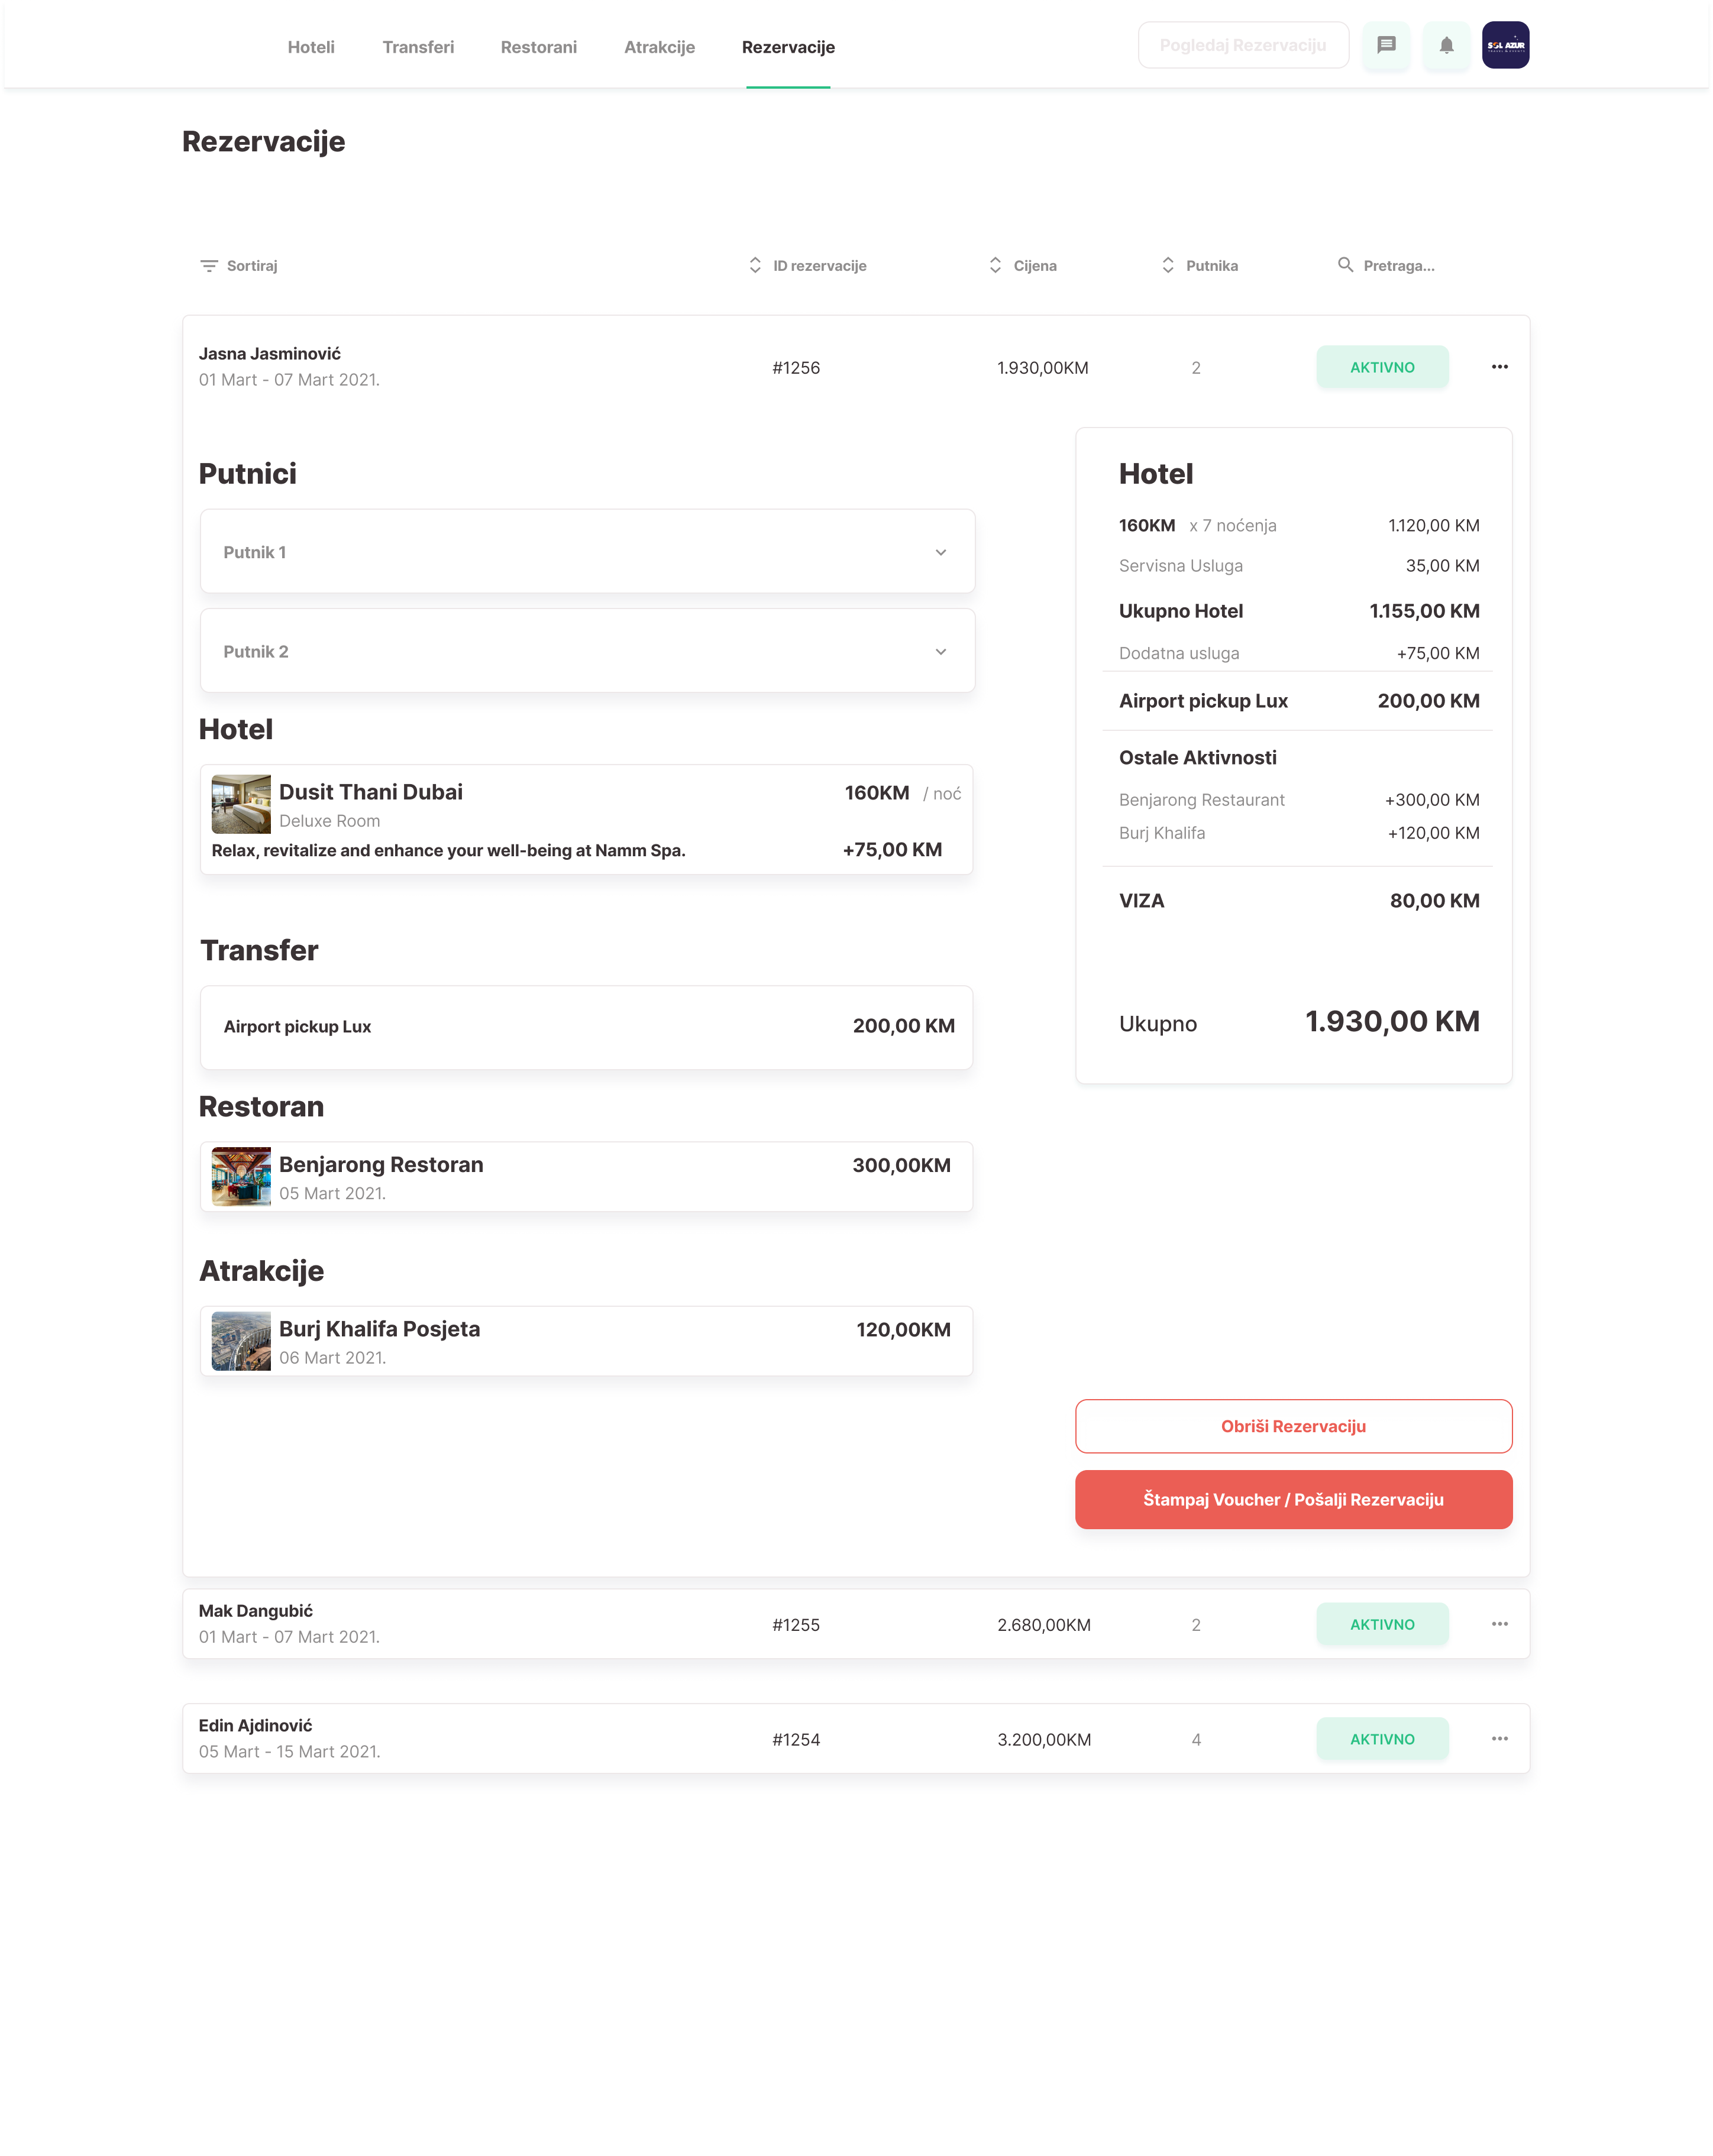 Hoteli Transferi Restorani Atrakcije Rezervacije Pogledaj Rezervaciju SOL AZUR
Rezervacije
Sortiraj ID rezervacije Cijena Putnika Pretraga...
Jasna Jasminović
01 Mart - 07 Mart 2021.
#1256 1.930,00KM 2 AKTIVNO
Putnici
Putnik 1
Putnik 2
Hotel
Dusit Thani Dubai 160KM / noć
Deluxe Room
Relax, revitalize and enhance your well-being at Namm Spa. +75,00 KM
Transfer
Airport pickup Lux 200,00 KM
Restoran
Benjarong Restoran 300,00KM
05 Mart 2021.
Atrakcije
Burj Khalifa Posjeta 120,00KM
06 Mart 2021.
Hotel
160KM x 7 noćenja 1.120,00 KM
Servisna Usluga 35,00 KM
Ukupno Hotel 1.155,00 KM
Dodatna usluga +75,00 KM
Airport pickup Lux 200,00 KM
Ostale Aktivnosti
Benjarong Restaurant +300,00 KM
Burj Khalifa +120,00 KM
VIZA 80,00 KM
Ukupno 1.930,00 KM
Obriši Rezervaciju
Štampaj Voucher / Pošalji Rezervaciju
Mak Dangubić
01 Mart - 07 Mart 2021.
#1255 2.680,00KM 2 AKTIVNO
Edin Ajdinović
05 Mart - 15 Mart 2021.
#1254 3.200,00KM 4 AKTIVNO